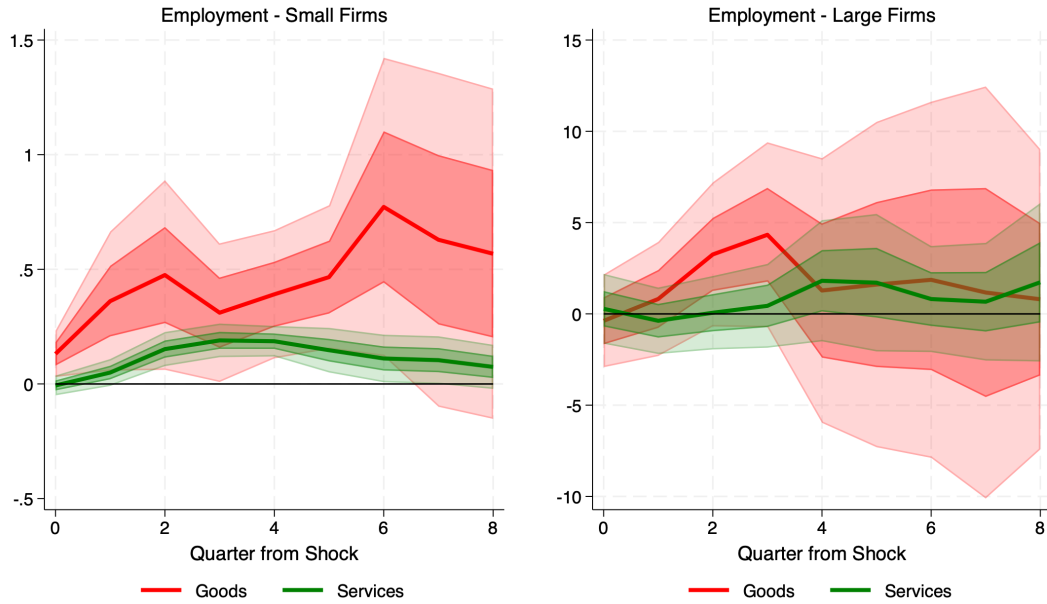 Employment - Small Firms
1.5
1
.5
0
-.5
0 2 4 6 8
Quarter from Shock
Goods Services
Employment - Large Firms
15
10
5
0
-5
-10
0 2 4 6 8
Quarter from Shock
Goods Services